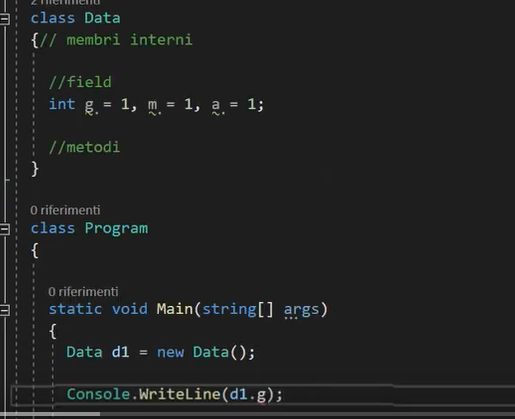 2 riferimenti
class Data
{// membri interni
//field
int g = 1, m = 1, a = 1;
//metodi
}
0 riferimenti
class Program
{
0 riferimenti
static void Main(string[] args)
{
Data d1 = new Data();
Console.WriteLine(d1.g);